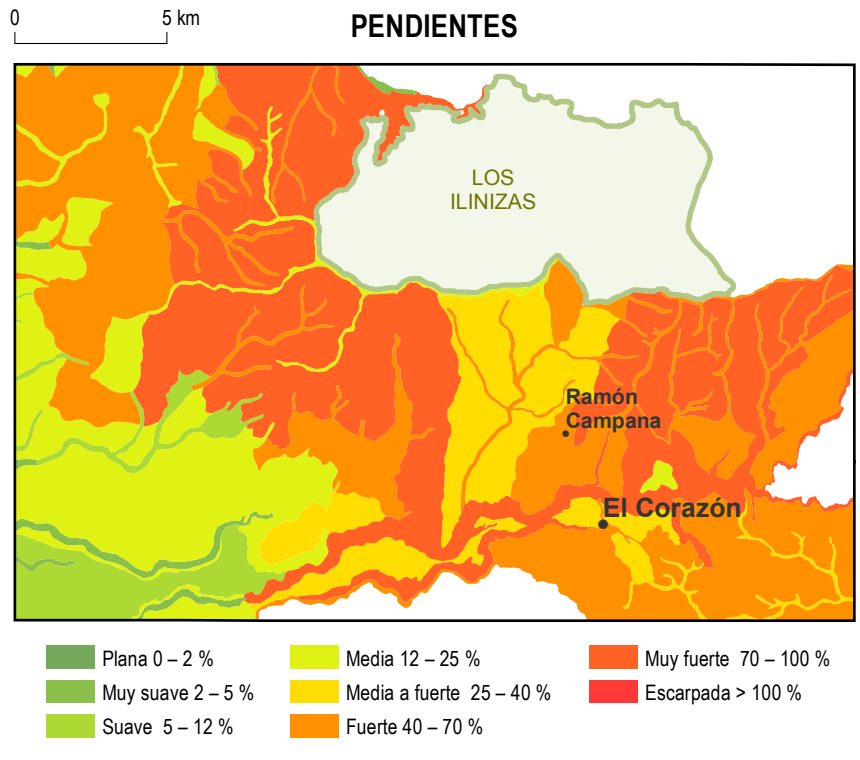 0 5 km
PENDIENTES
LOS
ILINIZAS
Ramón
Campana
El Corazón
Plana 0 – 2 %
Muy suave 2 – 5 %
Suave 5 – 12 %
Media 12 – 25 %
Media a fuerte 25 – 40 %
Fuerte 40 – 70 %
Muy fuerte 70 – 100 %
Escarpada > 100 %